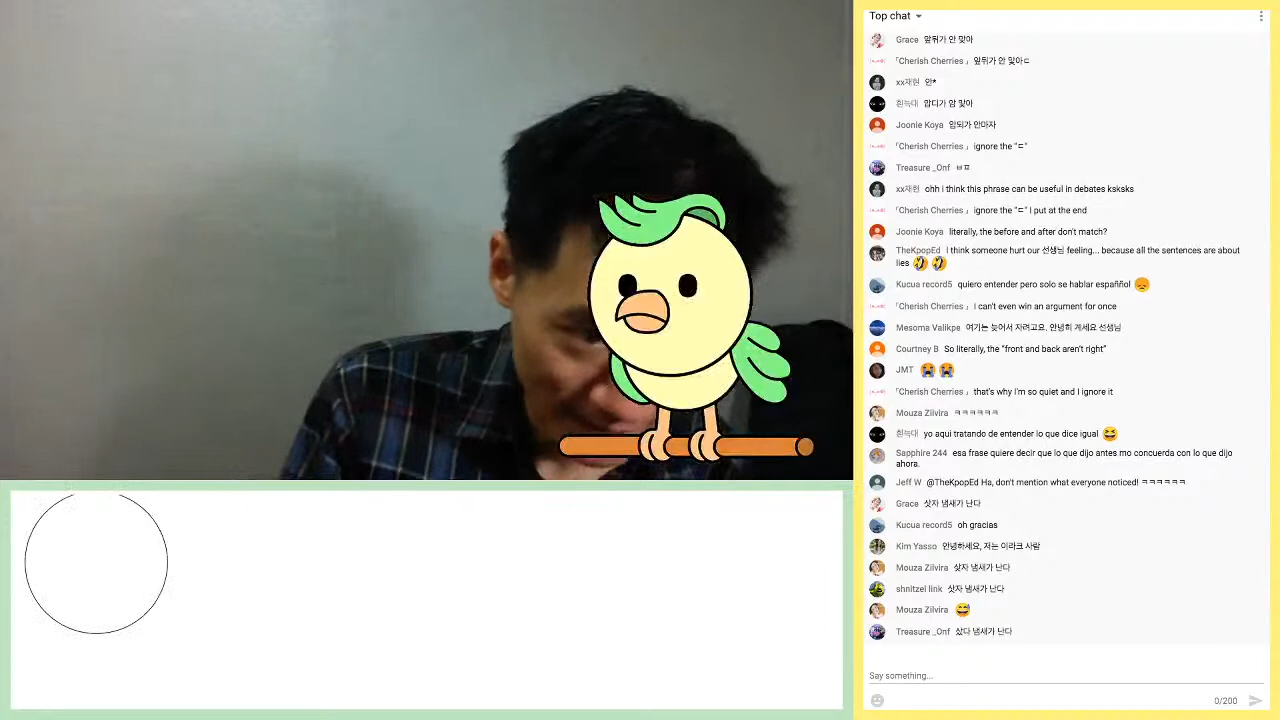 Top chat
Grace 앞뒤가 안 맞아
「Cherish Cherries 」 앞뒤가 안 맟아ㄷ
xx재현 안*
흰늑대 압디가 암 맟아
Joonie Koya 암되가 안마자
「Cherish Cherries 」 ignore the "ㄷ"
Treasure _Onf ㅂㅍ
xx재현 ohh i think this phrase can be useful in debates ksksks
「Cherish Cherries 」 ignore the "ㄷ" I put at the end
Joonie Koya literally, the before and after don't match?
TheKpopEd I think someone hurt our 선생님 feeling... because all the sentences are about
lies 🤣 🤣
Kucua record5 quiero entender pero solo se hablar españñol 😞
「Cherish Cherries 」 I can't even win an argument for once
Mesoma Valikpe 여기는 늦어서 자려고요. 안녕히 게세요 선생님
Courtney B So literally, the "front and back aren't right"
JMT 😭 😭
「Cherish Cherries 」 that's why I'm so quiet and I ignore it
Mouza Zilvira ㅋㅋㅋㅋㅋㅋ
흰늑대 yo aqui tratando de entender lo que dice igual 😆
Sapphire 244 esa frase quiere decir que lo que dijo antes mo concuerda con lo que dijo
ahora.
Jeff W @TheKpopEd Ha, don't mention what everyone noticed! ㅋㅋㅋㅋㅋㅋ
Grace 삿자 냄새가 난다
Kucua record5 oh gracias
Kim Yasso 안녕하세요, 저는 이라크 사람
Mouza Zilvira 삿자 냄새가 난다
shnitzel link 삿자 냄새가 난다
Mouza Zilvira 😅
Treasure _Onf 샀다 냄새가 난다
Say something...
0/200